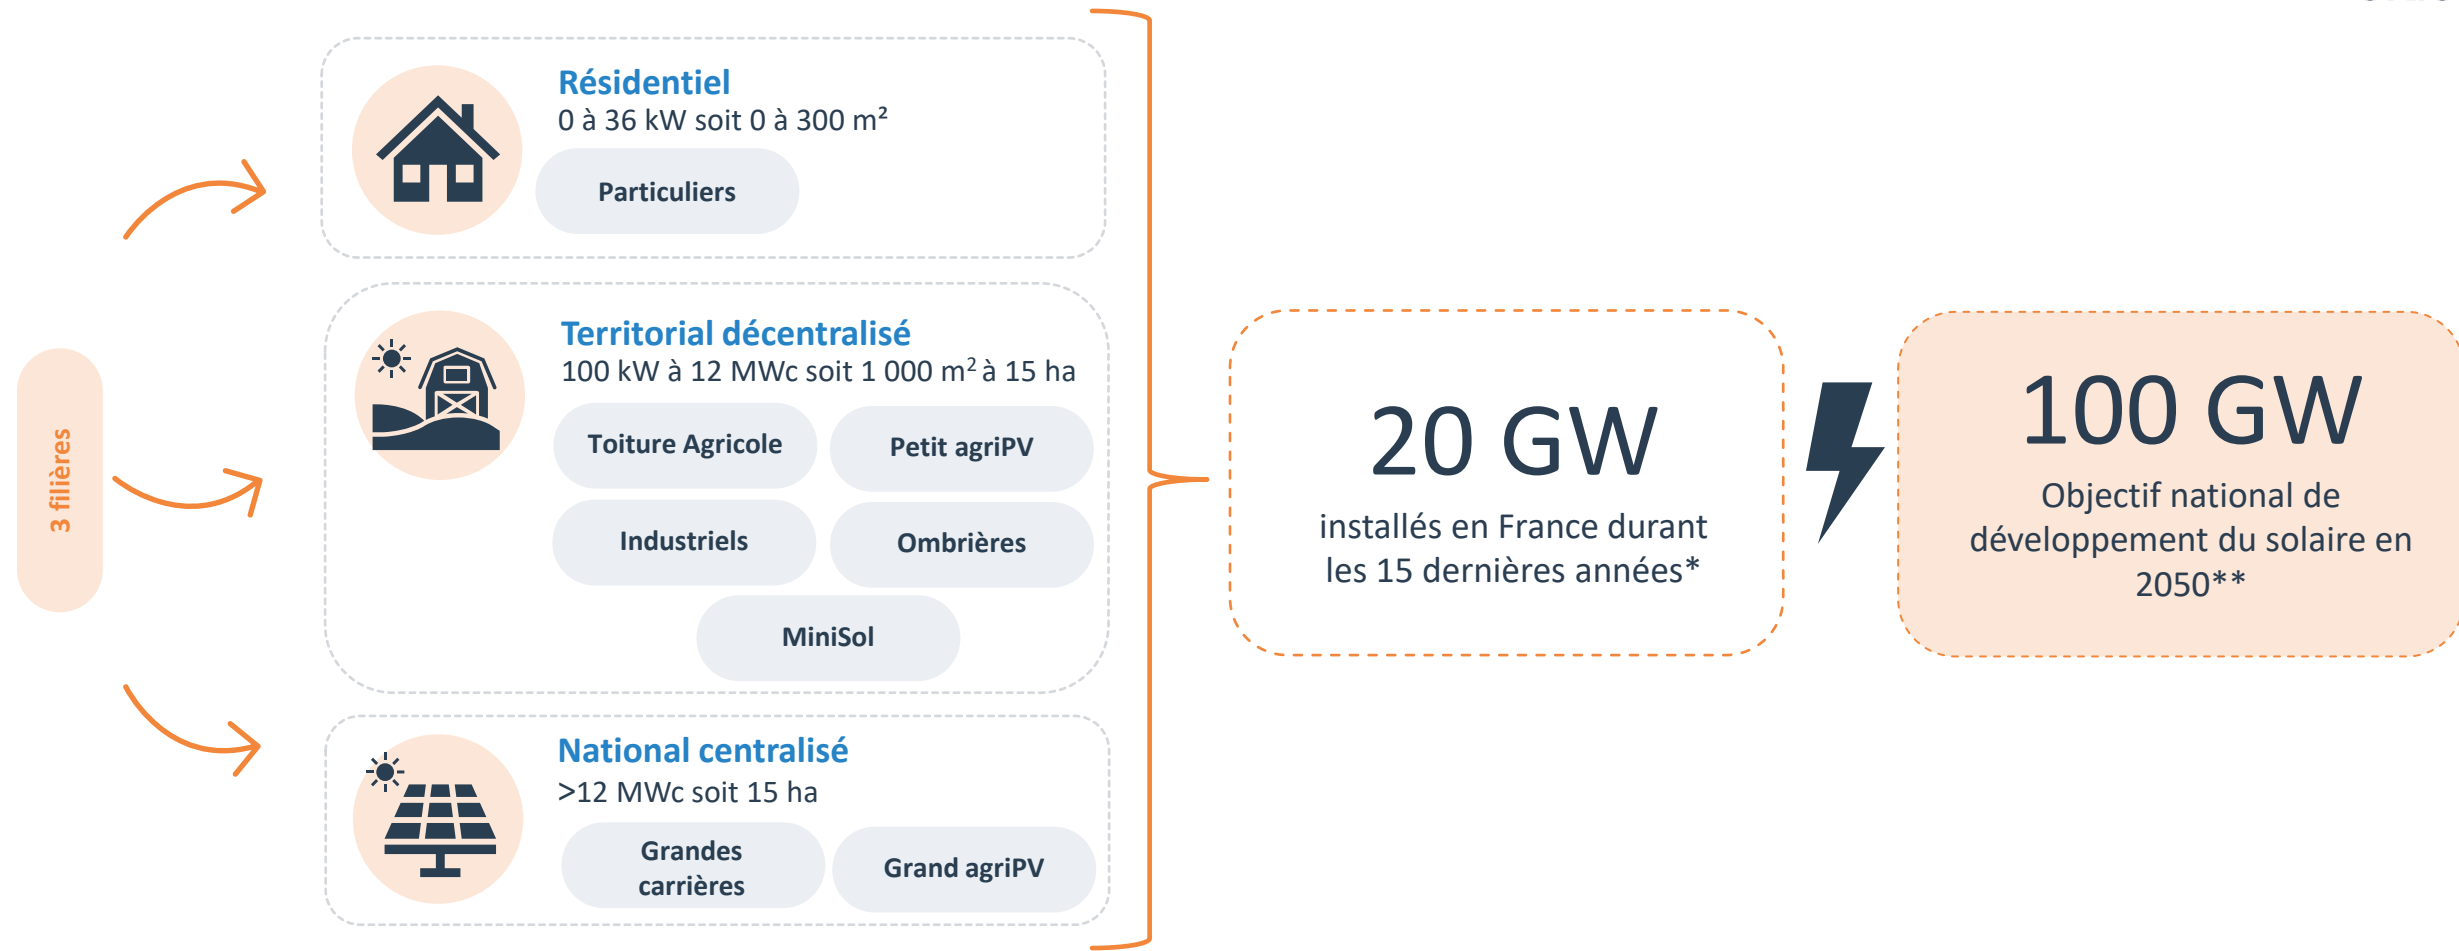 3 filières
Résidentiel
0 à 36 kW soit 0 à 300 m²
Particuliers
Territorial décentralisé
100 kW à 12 MWc soit 1 000 m² à 15 ha
Toiture Agricole
Petit agriPV
Industriels
Ombrières
MiniSol
National centralisé
>12 MWc soit 15 ha
Grandes
carrières
Grand agriPV
20 GW
installés en France durant
les 15 dernières années*
100 GW
Objectif national de
développement du solaire en
2050**